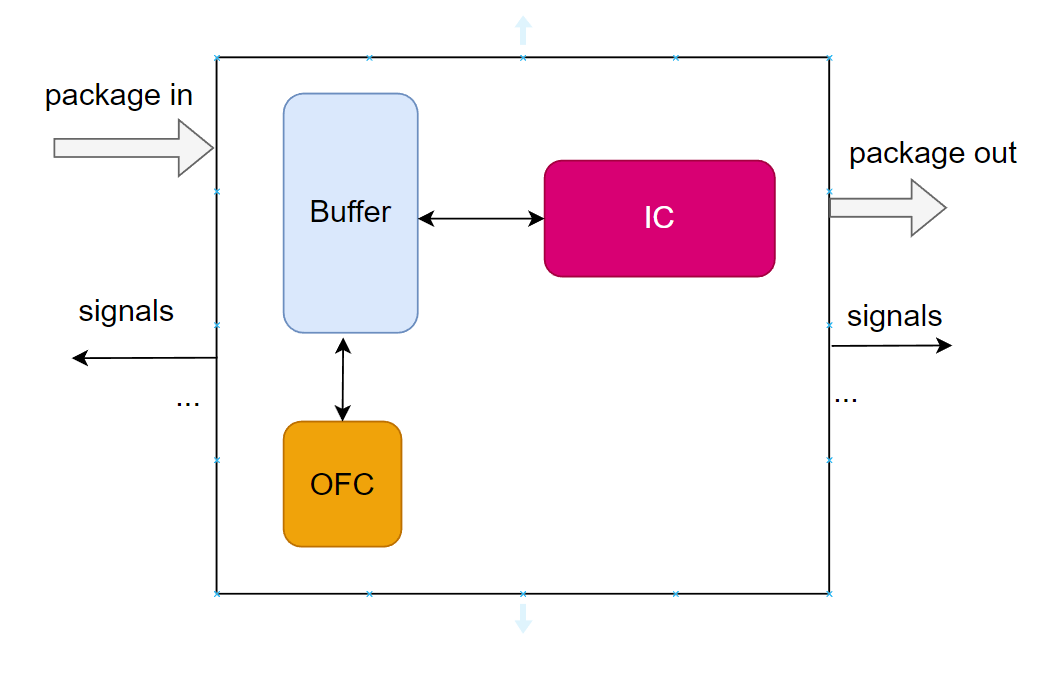 package in
package out
Buffer
IC
signals
signals
...
...
OFC